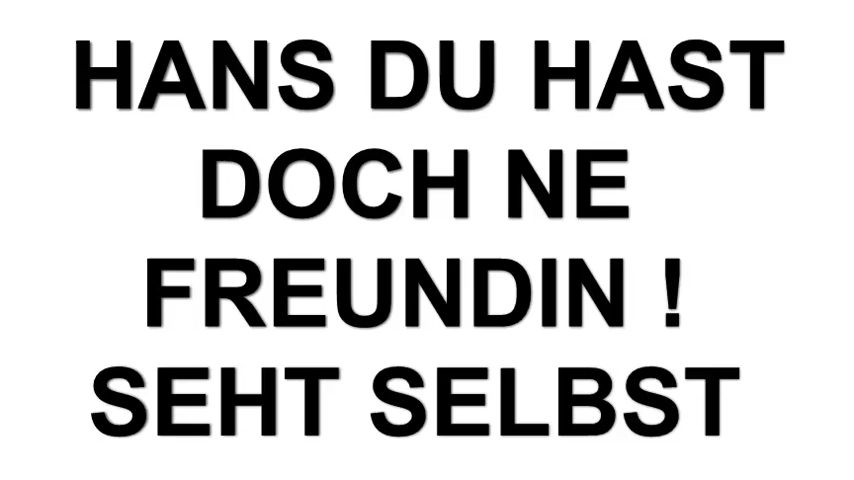 HANS DU HAST
DOCH NE
FREUNDIN !
SEHT SELBST